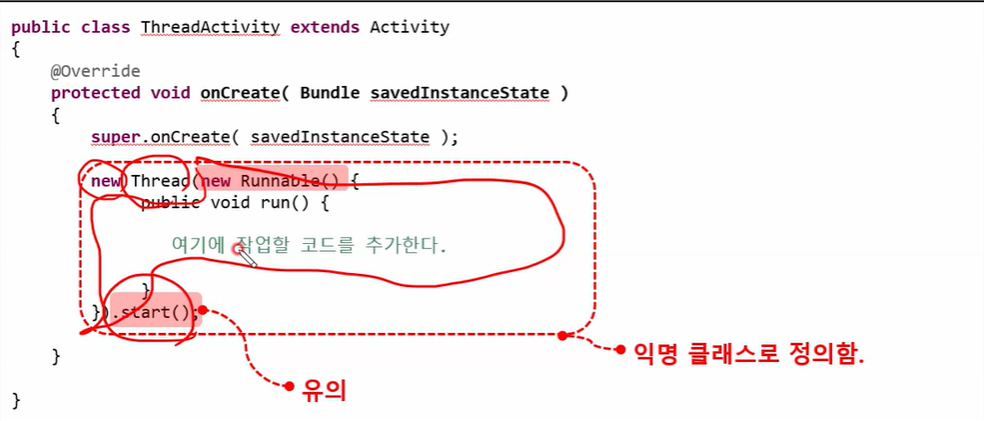 public class ThreadActivity extends Activity
{
@Override
protected void onCreate( Bundle savedInstanceState )
{
super.onCreate( savedInstanceState );
new Thread(new Runnable() {
public void run() {
여기에 작업할 코드를 추가한다.
}
}).start();
익명 클래스로 정의함.
}
유의
}